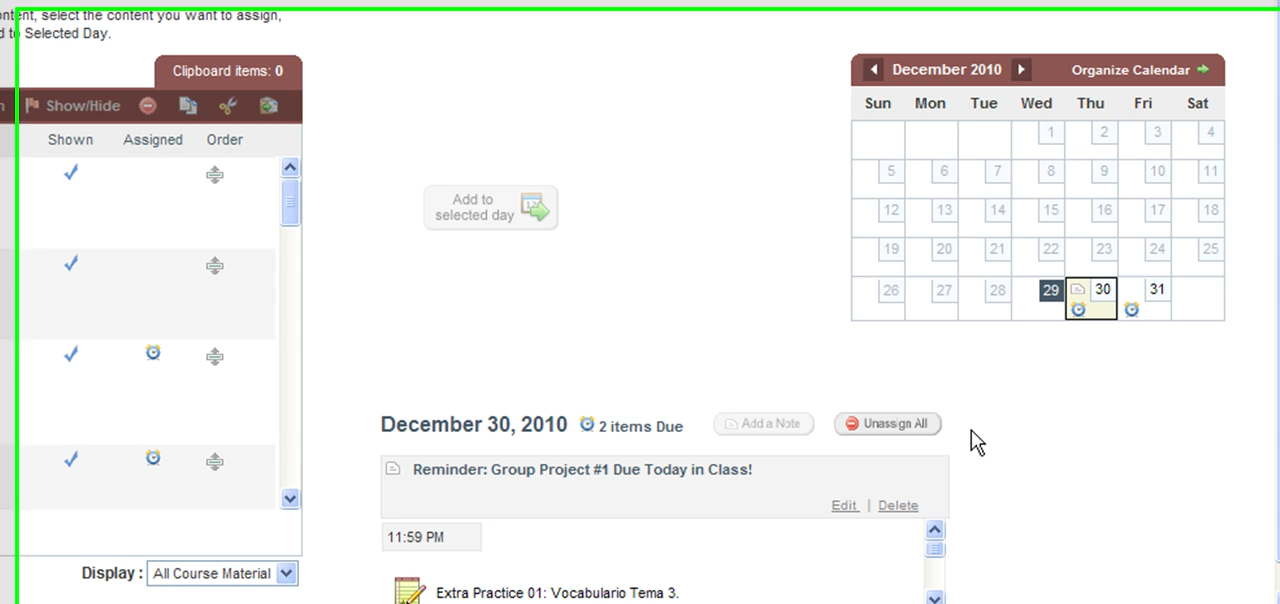 ontent, select the content you want to assign,
d to Selected Day.
Clipboard items: 0
Show/Hide
Shown Assigned Order
Display : All Course Material
Add to
selected day
December 2010 Organize Calendar
Sun Mon Tue Wed Thu Fri Sat
1 2 3 4
5 6 7 8 9 10 11
12 13 14 15 16 17 18
19 20 21 22 23 24 25
26 27 28 29 30 31
December 30, 2010 2 items Due Add a Note Unassign All
Reminder: Group Project #1 Due Today in Class!
Edit | Delete
11:59 PM
Extra Practice 01: Vocabulario Tema 3.